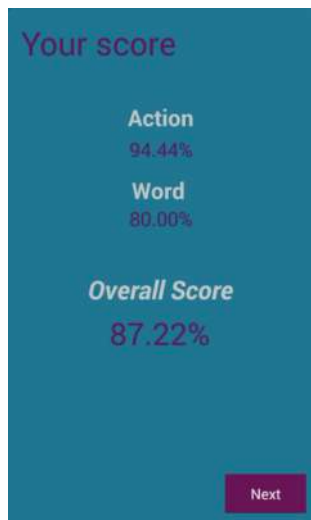 Your score
Action
94.44%
Word
80.00%
Overall Score
87.22%
Next